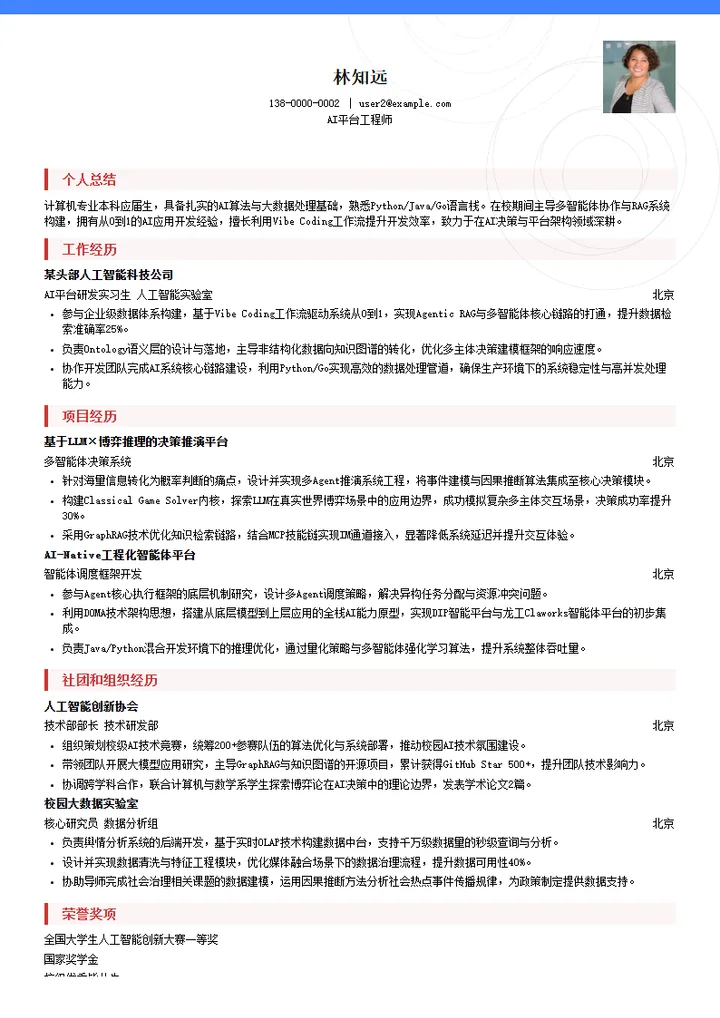 林知远
138-0000-0002 | user2@example.com
AI平台工程师
个人总结
计算机专业本科应届生，具备扎实的AI算法与大数据处理基础，熟悉Python/Java/Go语言栈。在校期间主导多智能体协作与RAG系统
构建，拥有从0到1的AI应用开发经验，擅长利用Vibe Coding工作流提升开发效率，致力于在AI决策与平台架构领域深耕。
工作经历
某头部人工智能科技公司
AI平台研发实习生 人工智能实验室 北京
• 参与企业级数据体系构建，基于Vibe Coding工作流驱动系统从0到1，实现Agentic RAG与多智能体核心链路的打通，提升数据检
索准确率25%。
• 负责Ontology语义层的设计与落地，主导非结构化数据向知识图谱的转化，优化多主体决策建模框架的响应速度。
• 协作开发团队完成AI系统核心链路建设，利用Python/Go实现高效的数据处理管道，确保生产环境下的系统稳定性与高并发处理
能力。
项目经历
基于LLM×博弈推理的决策推演平台
多智能体决策系统 北京
• 针对海量信息转化为概率判断的痛点，设计并实现多Agent推演系统工程，将事件建模与因果推断算法集成至核心决策模块。
• 构建Classical Game Solver内核，探索LLM在真实世界博弈场景中的应用边界，成功模拟复杂多主体交互场景，决策成功率提升
30%。
• 采用GraphRAG技术优化知识检索链路，结合MCP技能链实现IM通道接入，显著降低系统延迟并提升交互体验。
AI-Native工程化智能体平台
智能体调度框架开发 北京
• 参与Agent核心执行框架的底层机制研究，设计多Agent调度策略，解决异构任务分配与资源冲突问题。
• 利用DOMA技术架构思想，搭建从底层模型到上层应用的全栈AI能力原型，实现DIP智能平台与龙工Claworks智能体平台的初步集
成。
• 负责Java/Python混合开发环境下的推理优化，通过量化策略与多智能体强化学习算法，提升系统整体吞吐量。
社团和组织经历
人工智能创新协会
技术部部长 技术研发部 北京
• 组织策划校级AI技术竞赛，统筹200+参赛队伍的算法优化与系统部署，推动校园AI技术氛围建设。
• 带领团队开展大模型应用研究，主导GraphRAG与知识图谱的开源项目，累计获得GitHub Star 500+，提升团队技术影响力。
• 协调跨学科合作，联合计算机与数学系学生探索博弈论在AI决策中的理论边界，发表学术论文2篇。
校园大数据实验室
核心研究员 数据分析组 北京
• 负责舆情分析系统的后端开发，基于实时OLAP技术构建数据中台，支持千万级数据量的秒级查询与分析。
• 设计并实现数据清洗与特征工程模块，优化媒体融合场景下的数据治理流程，提升数据可用性40%。
• 协助导师完成社会治理相关课题的数据建模，运用因果推断方法分析社会热点事件传播规律，为政策制定提供数据支持。
荣誉奖项
全国大学生人工智能创新大赛一等奖
国家奖学金